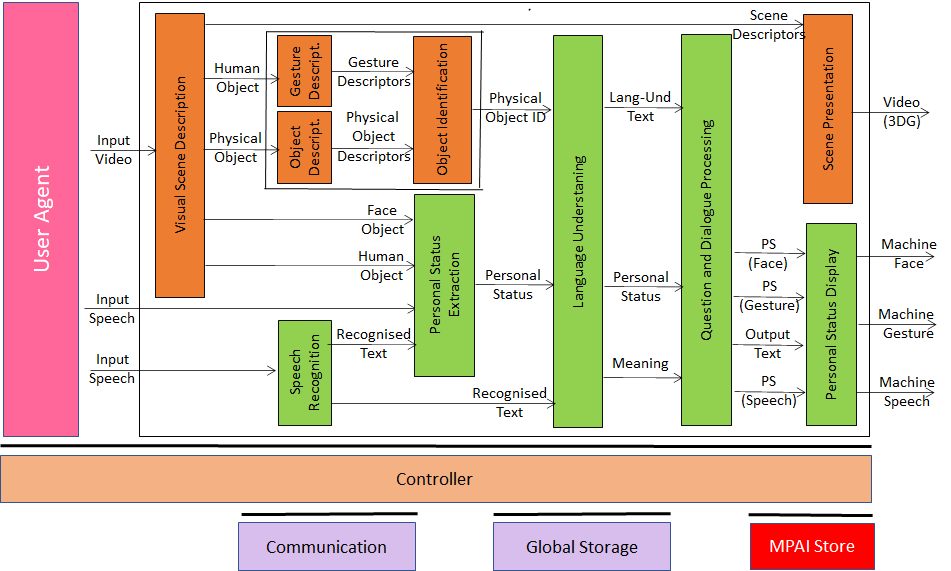 User Agent
Input
Video
Input
Speech
Input
Speech
Visual Scene Description
Human
Object
Physical
Object
Gesture
Descript.
Object
Descript.
Gesture
Descriptors
Physical
Object
Descriptors
Object Identification
Face
Object
Human
Object
Speech
Recognition
Recognised
Text
Personal Status
Extraction
Physical
Object ID
Personal
Status
Recognised
Text
Language Understaning
Lang-Und
Text
Personal
Status
Meaning
Question and Dialogue Processing
Scene
Descriptors
Scene Presentation
PS
(Face)
PS
(Gesture)
Output
Text
PS
(Speech)
Personal Status Display
Video
(3DG)
Machine
Face
Machine
Gesture
Machine
Speech
Controller
Communication
Global Storage
MPAI Store